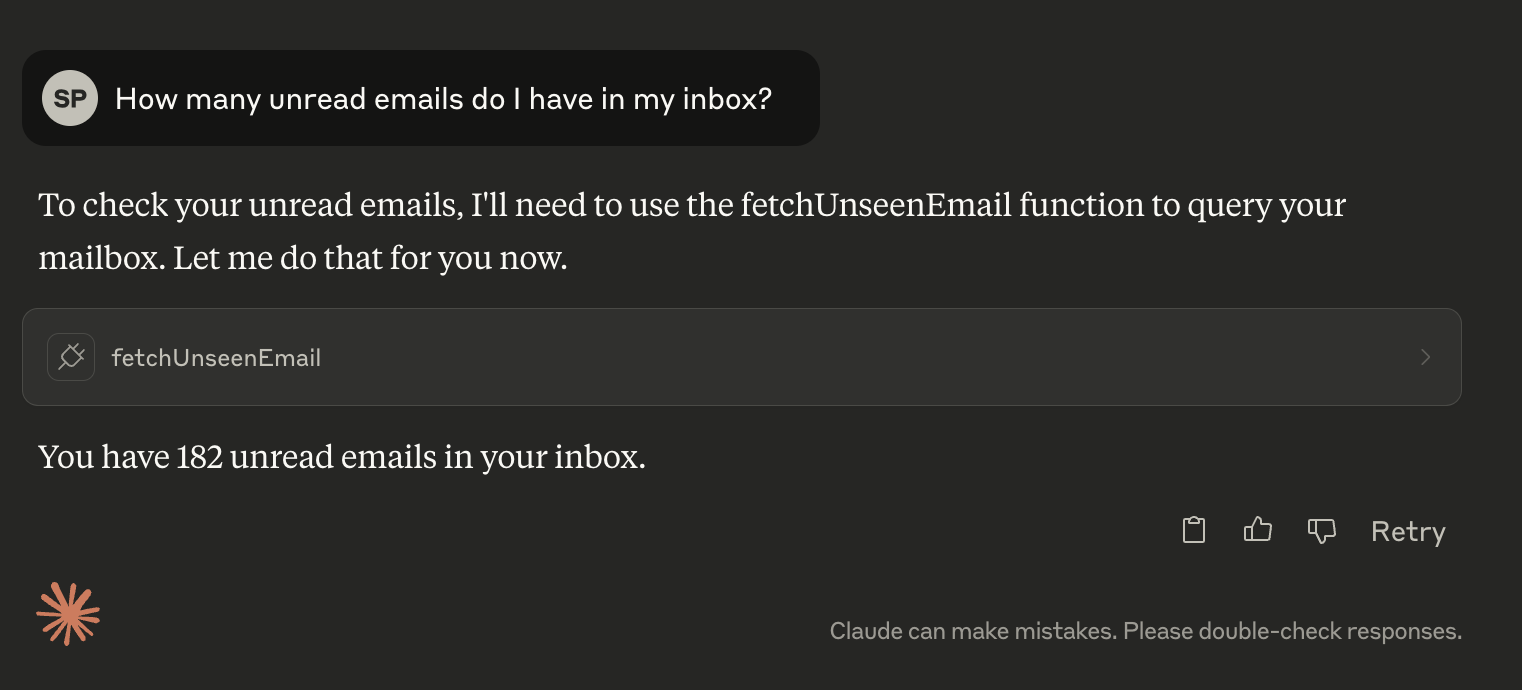 SP How many unread emails do I have in my inbox?
To check your unread emails, I'll need to use the fetchUnseenEmail function to query your
mailbox. Let me do that for you now.
fetchUnseenEmail
You have 182 unread emails in your inbox.
Retry
Claude can make mistakes. Please double-check responses.